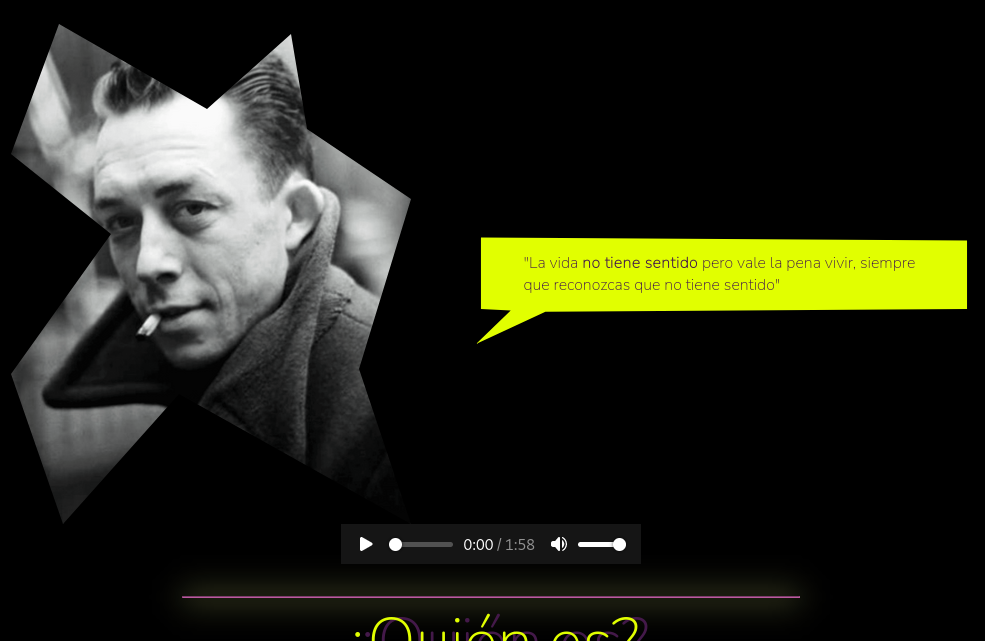 "La vida no tiene sentido pero vale la pena vivir, siempre
que reconozcas que no tiene sentido"
0:00 / 1:58
¿Quién es?